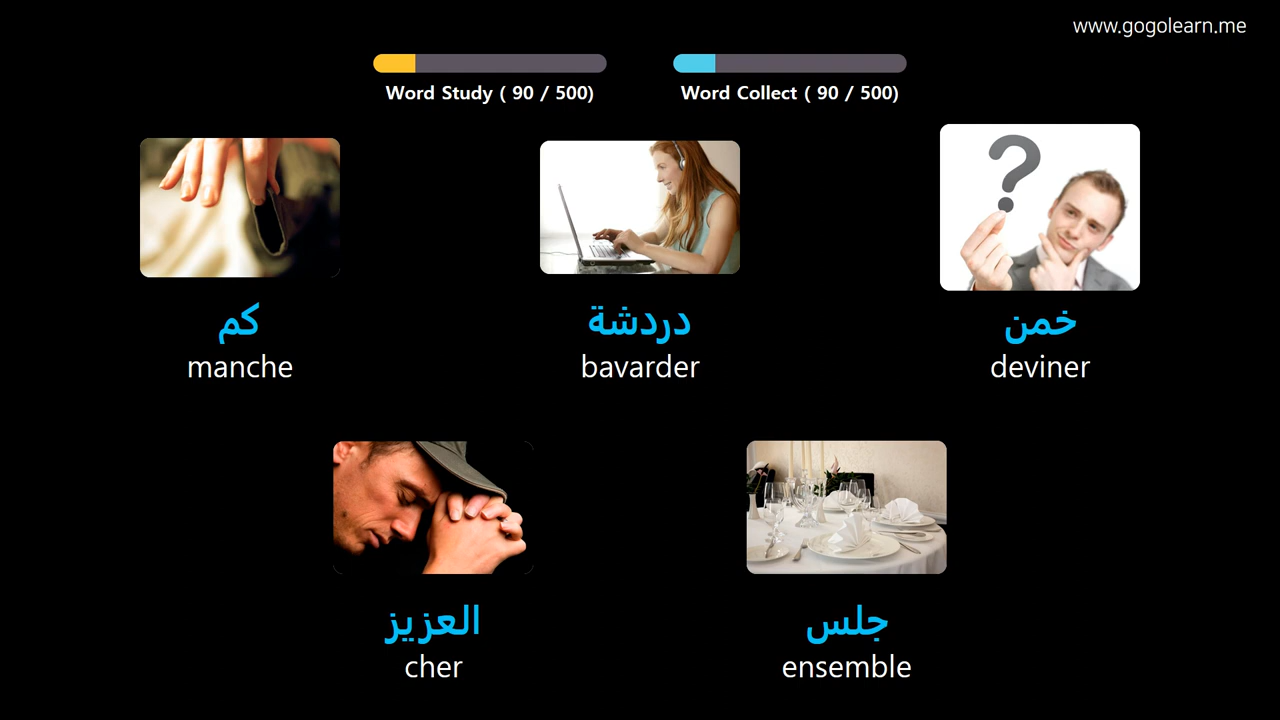 www.gogolearn.me
Word Study ( 90 / 500)
Word Collect ( 90 / 500)
كم
manche
دردشة
bavarder
خمن
deviner
العزيز
cher
جلس
ensemble